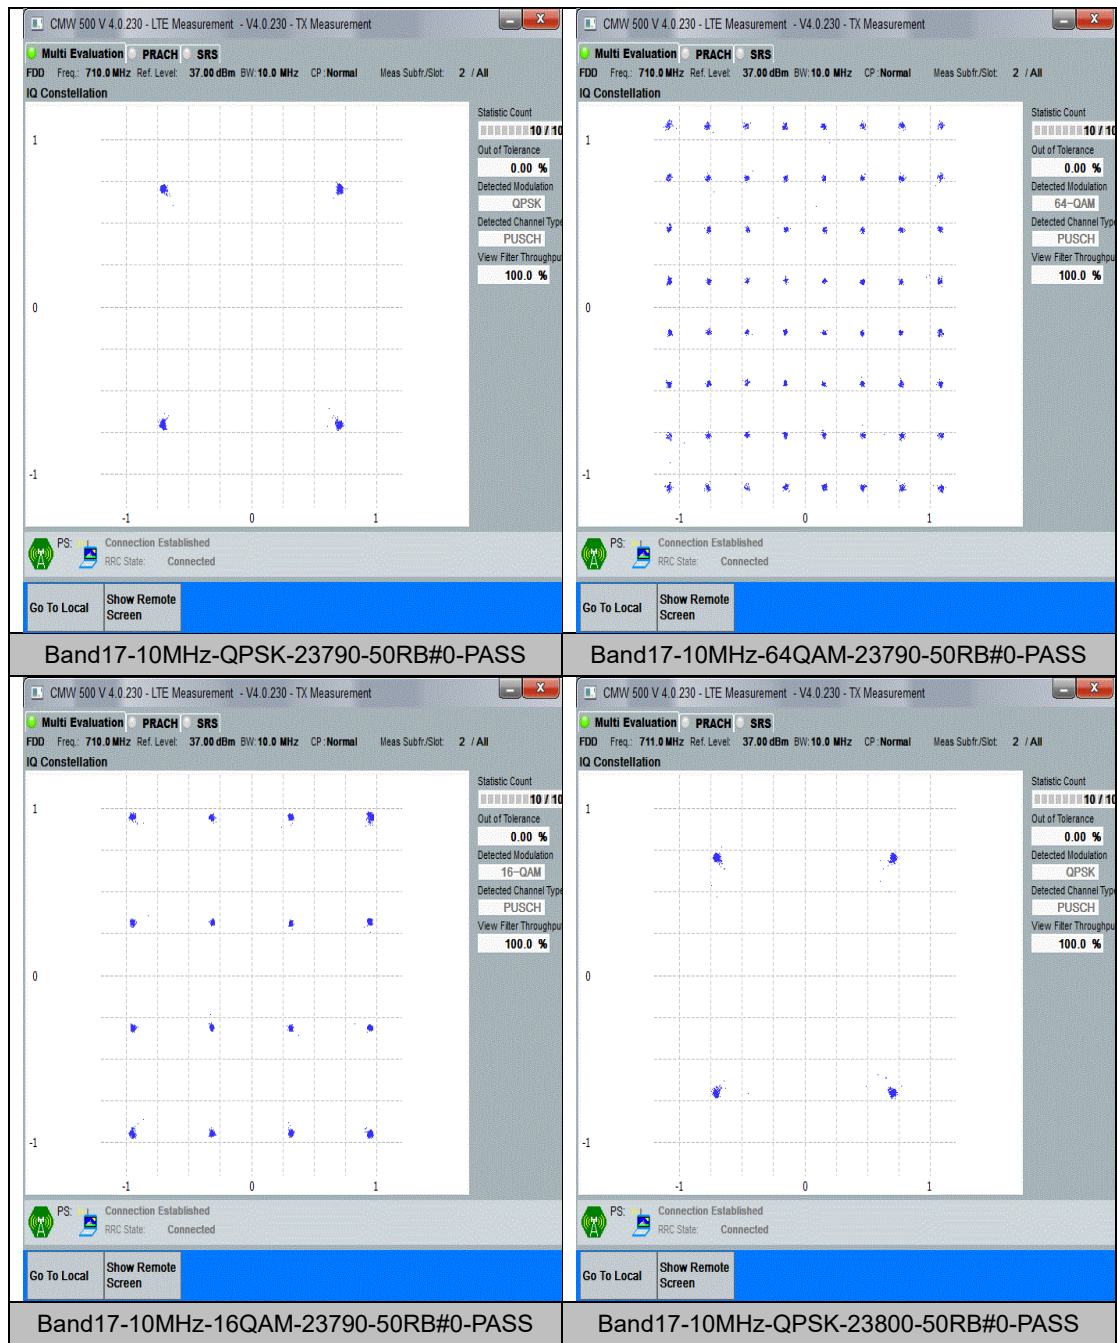 CMW 500 V 4.0.230 - LTE Measurement - V4.0.230 - TX Measurement
Multi Evaluation PRACH SRS
FDD Freq.: 710.0 MHz Ref. Level: 37.00 dBm BW: 10.0 MHz CP : Normal Meas Subfr./Slot: 2 / All
IQ Constellation
Statistic Count
10 / 10
Out of Tolerance
0.00 %
Detected Modulation
QPSK
Detected Channel Type
PUSCH
View Filter Throughpu
100.0 %
1
0
-1
-1 0 1
PS: Connection Established
RRC State: Connected
Go To Local Show Remote
Screen
Band17-10MHz-QPSK-23790-50RB#0-PASS
CMW 500 V 4.0.230 - LTE Measurement - V4.0.230 - TX Measurement
Multi Evaluation PRACH SRS
FDD Freq.: 710.0 MHz Ref. Level: 37.00 dBm BW: 10.0 MHz CP : Normal Meas Subfr./Slot: 2 / All
IQ Constellation
Statistic Count
10 / 10
Out of Tolerance
0.00 %
Detected Modulation
64-QAM
Detected Channel Type
PUSCH
View Filter Throughpu
100.0 %
1
0
-1
-1 0 1
PS: Connection Established
RRC State: Connected
Go To Local Show Remote
Screen
Band17-10MHz-64QAM-23790-50RB#0-PASS
CMW 500 V 4.0.230 - LTE Measurement - V4.0.230 - TX Measurement
Multi Evaluation PRACH SRS
FDD Freq.: 710.0 MHz Ref. Level: 37.00 dBm BW: 10.0 MHz CP : Normal Meas Subfr./Slot: 2 / All
IQ Constellation
Statistic Count
10 / 10
Out of Tolerance
0.00 %
Detected Modulation
16-QAM
Detected Channel Type
PUSCH
View Filter Throughpu
100.0 %
1
0
-1
-1 0 1
PS: Connection Established
RRC State: Connected
Go To Local Show Remote
Screen
Band17-10MHz-16QAM-23790-50RB#0-PASS
CMW 500 V 4.0.230 - LTE Measurement - V4.0.230 - TX Measurement
Multi Evaluation PRACH SRS
FDD Freq.: 711.0 MHz Ref. Level: 37.00 dBm BW: 10.0 MHz CP : Normal Meas Subfr./Slot: 2 / All
IQ Constellation
Statistic Count
10 / 10
Out of Tolerance
0.00 %
Detected Modulation
QPSK
Detected Channel Type
PUSCH
View Filter Throughpu
100.0 %
1
0
-1
-1 0 1
PS: Connection Established
RRC State: Connected
Go To Local Show Remote
Screen
Band17-10MHz-QPSK-23800-50RB#0-PASS